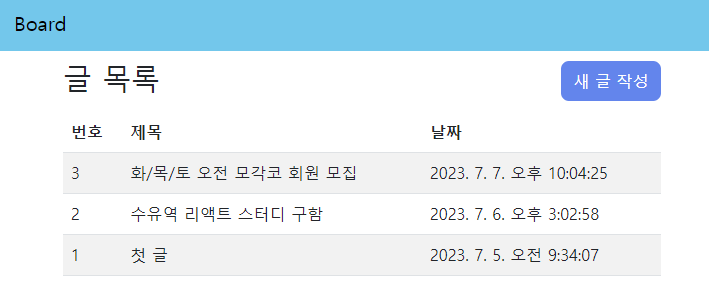 Board
글 목록 새 글 작성
번호 제목 날짜
3 화/목/토 오전 모각코 회원 모집 2023. 7. 7. 오후 10:04:25
2 수유역 리액트 스터디 구함 2023. 7. 6. 오후 3:02:58
1 첫 글 2023. 7. 5. 오전 9:34:07